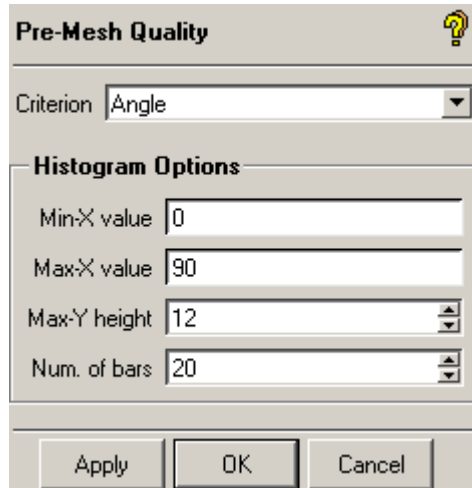 Pre-Mesh Quality
Criterion Angle
Histogram Options
Min-X value 0
Max-X value 90
Max-Y height 12
Num. of bars 20
Apply OK Cancel